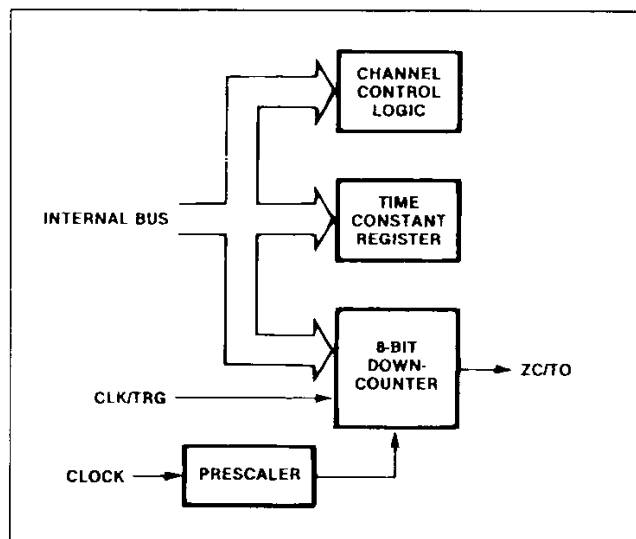 CHANNEL
CONTROL
LOGIC
INTERNAL BUS
TIME
CONSTANT
REGISTER
8-BIT
DOWN-
COUNTER
ZC/TO
CLK/TRG
CLOCK
PRESCALER